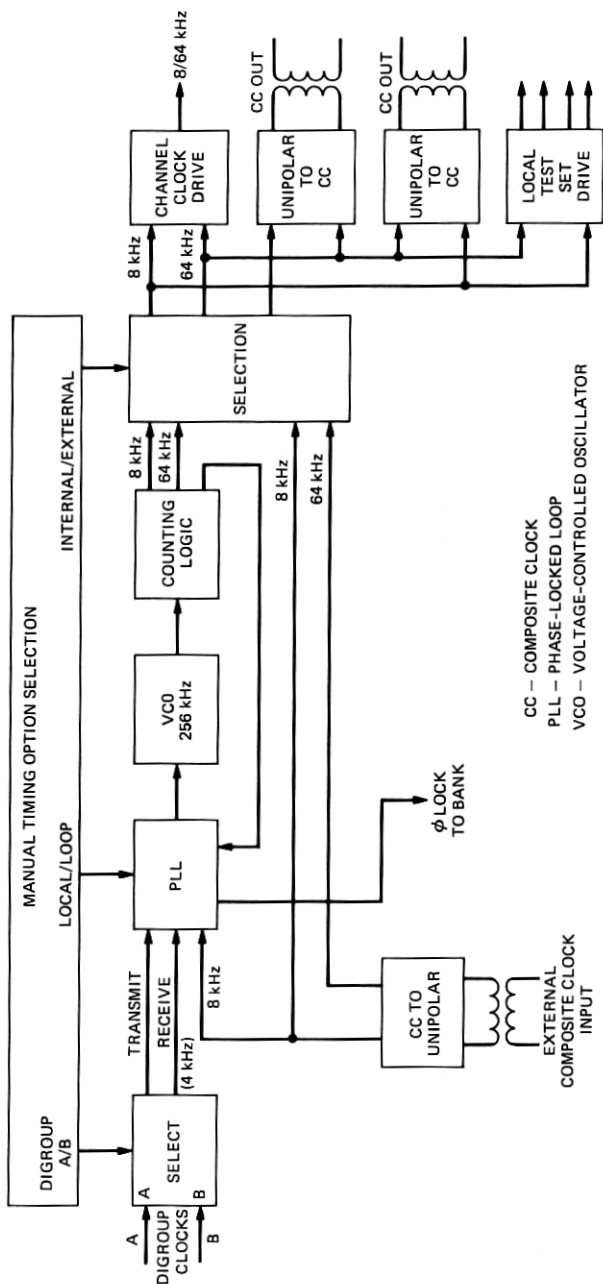 MANUAL TIMING OPTION SELECTION
DIGROUP
A/B
LOCAL/LOOP
INTERNAL/EXTERNAL
A
B
DIGROUP
CLOCKS
A
B
SELECT
TRANSMIT
RECEIVE
(4 kHz)
8 kHz
PLL
VCO
256 kHz
COUNTING
LOGIC
8 kHz
64 kHz
8 kHz
64 kHz
SELECTION
8 kHz
64 kHz
CHANNEL
CLOCK
DRIVE
8/64 kHz
UNIPOLAR
TO
CC
CC OUT
UNIPOLAR
TO
CC
CC OUT
LOCAL
TEST
SET
DRIVE
CC TO
UNIPOLAR
EXTERNAL
COMPOSITE CLOCK
INPUT
ϕ LOCK
TO BANK
CC – COMPOSITE CLOCK
PLL – PHASE-LOCKED LOOP
VCO – VOLTAGE-CONTROLLED OSCILLATOR